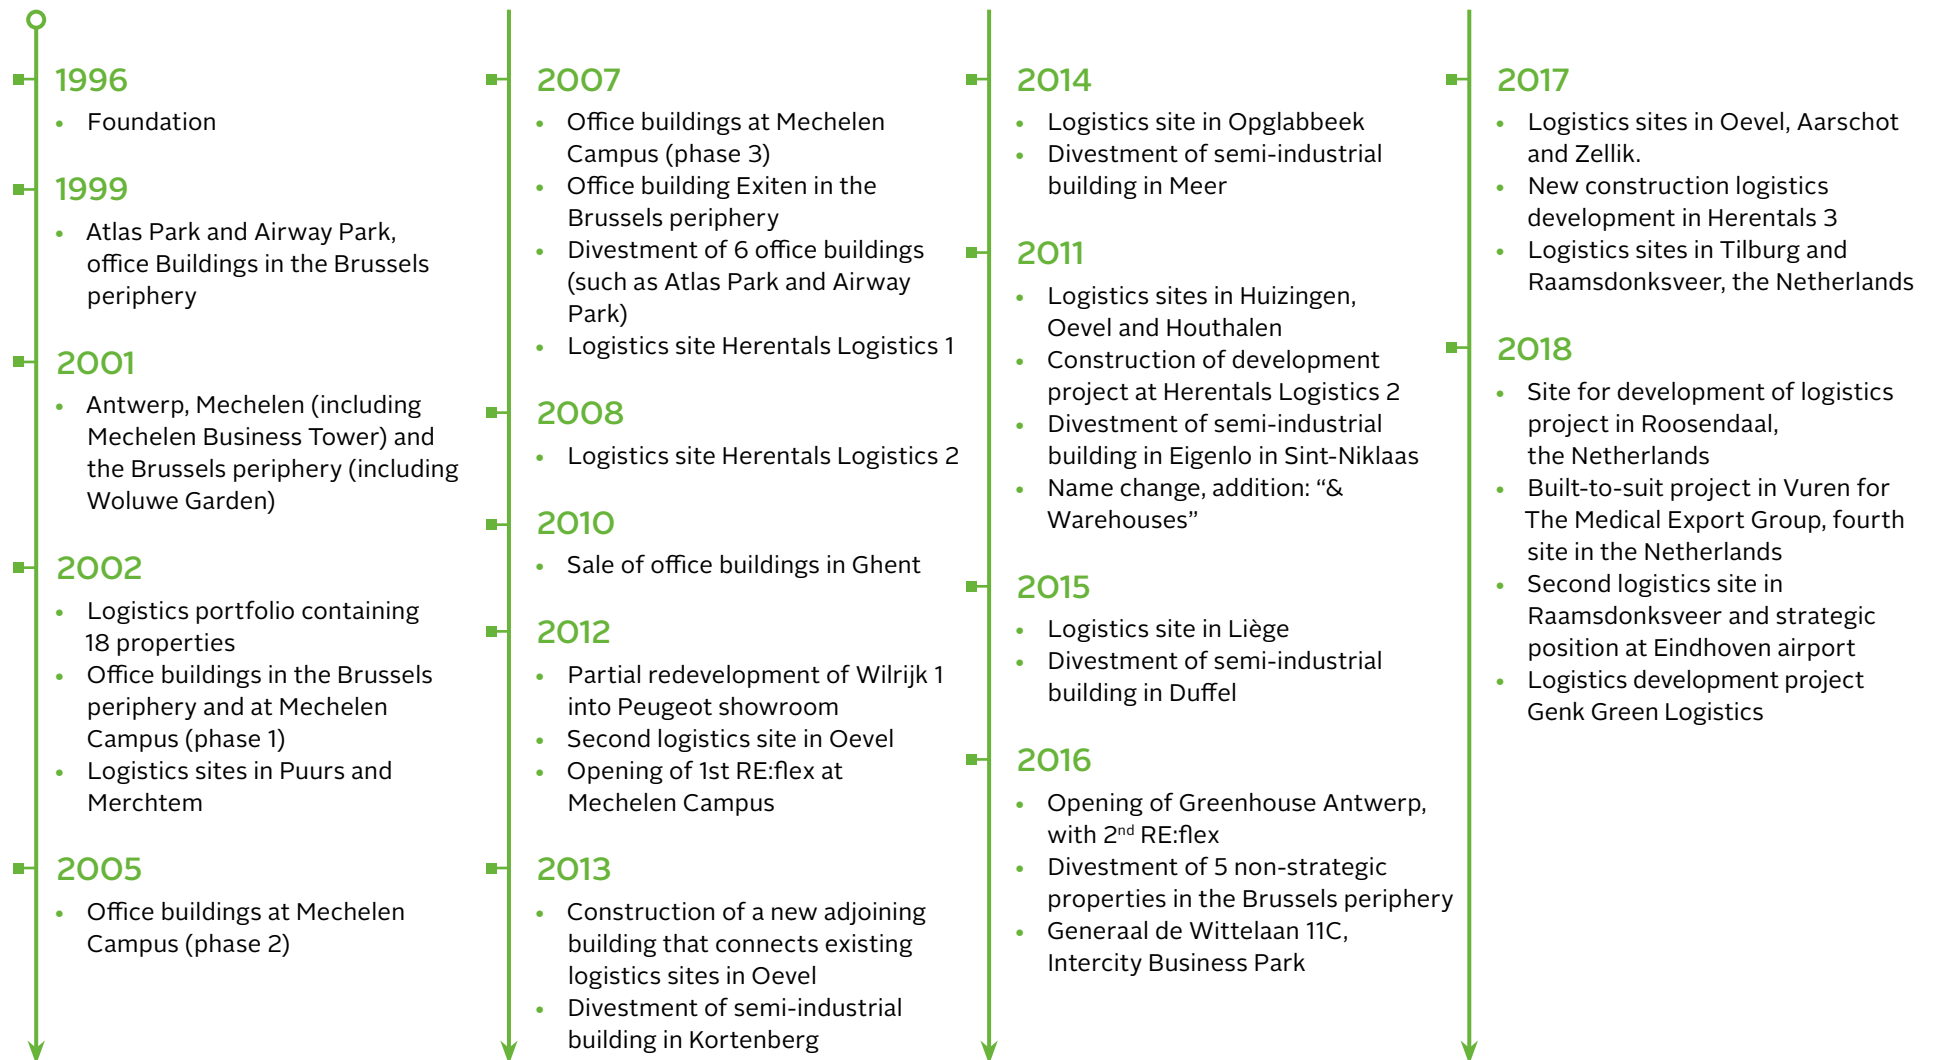 1996
• Foundation
1999
• Atlas Park and Airway Park,
office Buildings in the Brussels
periphery
2001
• Antwerp, Mechelen (including
Mechelen Business Tower) and
the Brussels periphery (including
Woluwe Garden)
2002
• Logistics portfolio containing
18 properties
• Office buildings in the Brussels
periphery and at Mechelen
Campus (phase 1)
• Logistics sites in Puurs and
Merchtem
2005
• Office buildings at Mechelen
Campus (phase 2)
2007
• Office buildings at Mechelen
Campus (phase 3)
• Office building Exiten in the
Brussels periphery
• Divestment of 6 office buildings
(such as Atlas Park and Airway
Park)
• Logistics site Herentals Logistics 1
2008
• Logistics site Herentals Logistics 2
2010
• Sale of office buildings in Ghent
2012
• Partial redevelopment of Wilrijk 1
into Peugeot showroom
• Second logistics site in Oevel
• Opening of 1st RE:flex at
Mechelen Campus
2013
• Construction of a new adjoining
building that connects existing
logistics sites in Oevel
• Divestment of semi-industrial
building in Kortenberg
2014
• Logistics site in Opglabbeek
• Divestment of semi-industrial
building in Meer
2011
• Logistics sites in Huizingen,
Oevel and Houthalen
• Construction of development
project at Herentals Logistics 2
• Divestment of semi-industrial
building in Eigenlo in Sint-Niklaas
• Name change, addition: “&
Warehouses”
2015
• Logistics site in Liège
• Divestment of semi-industrial
building in Duffel
2016
• Opening of Greenhouse Antwerp,
with 2nd RE:flex
• Divestment of 5 non-strategic
properties in the Brussels periphery
• Generaal de Wittelaan 11C,
Intercity Business Park
2017
• Logistics sites in Oevel, Aarschot
and Zellik.
• New construction logistics
development in Herentals 3
• Logistics sites in Tilburg and
Raamsdonksveer, the Netherlands
2018
• Site for development of logistics
project in Roosendaal,
the Netherlands
• Built-to-suit project in Vuren for
The Medical Export Group, fourth
site in the Netherlands
• Second logistics site in
Raamsdonksveer and strategic
position at Eindhoven airport
• Logistics development project
Genk Green Logistics